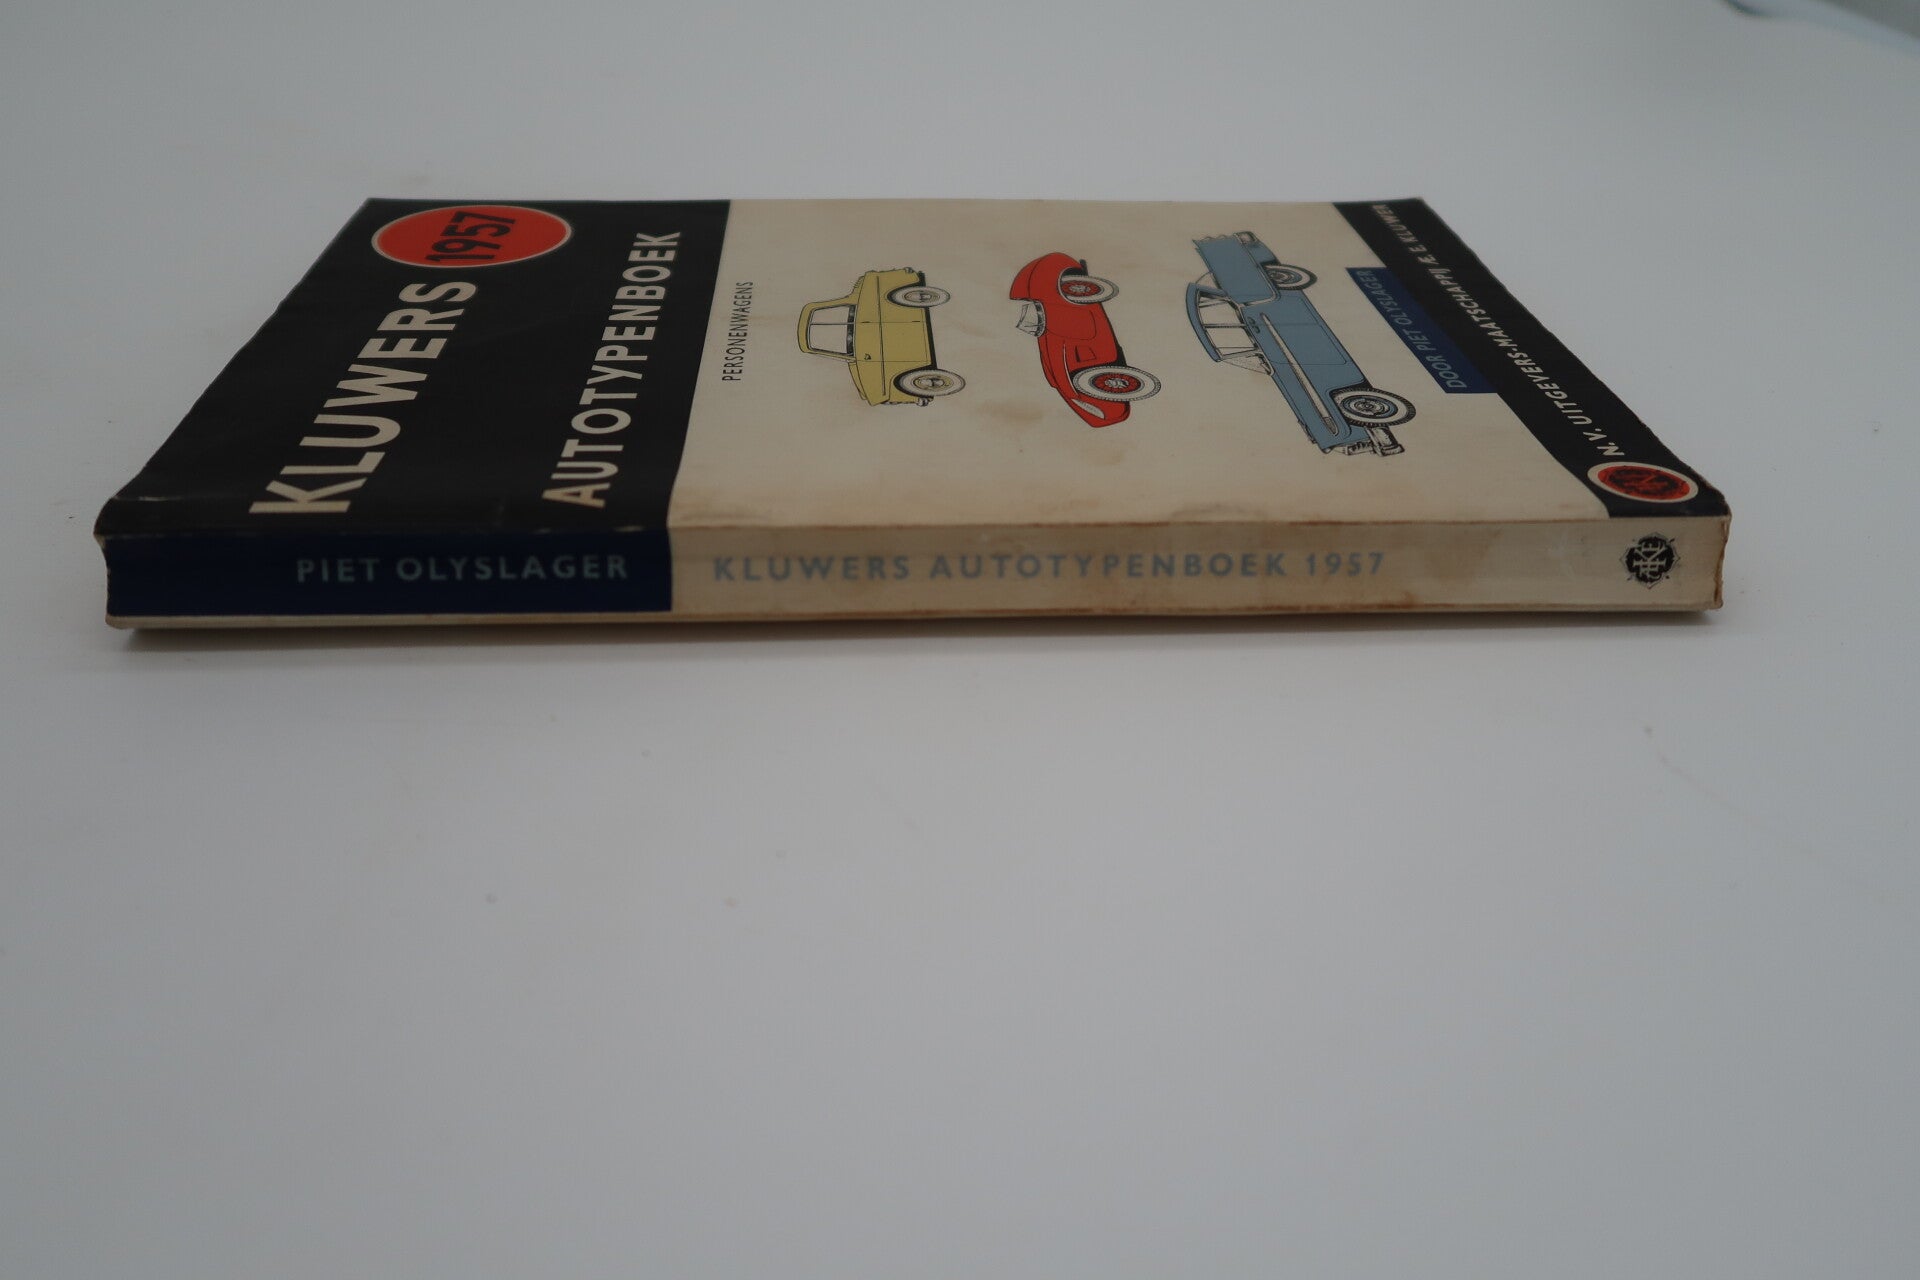 KLUWERS 1957
AUTOTYPENBOEK
PERSONENWAGENS
DOOR PIET OLYSLAGER
N.V. UITGEVERS-MAATSCHAPPIJ Æ. E. KLUWER
PIET OLYSLAGER KLUWERS AUTOTYPENBOEK 1957